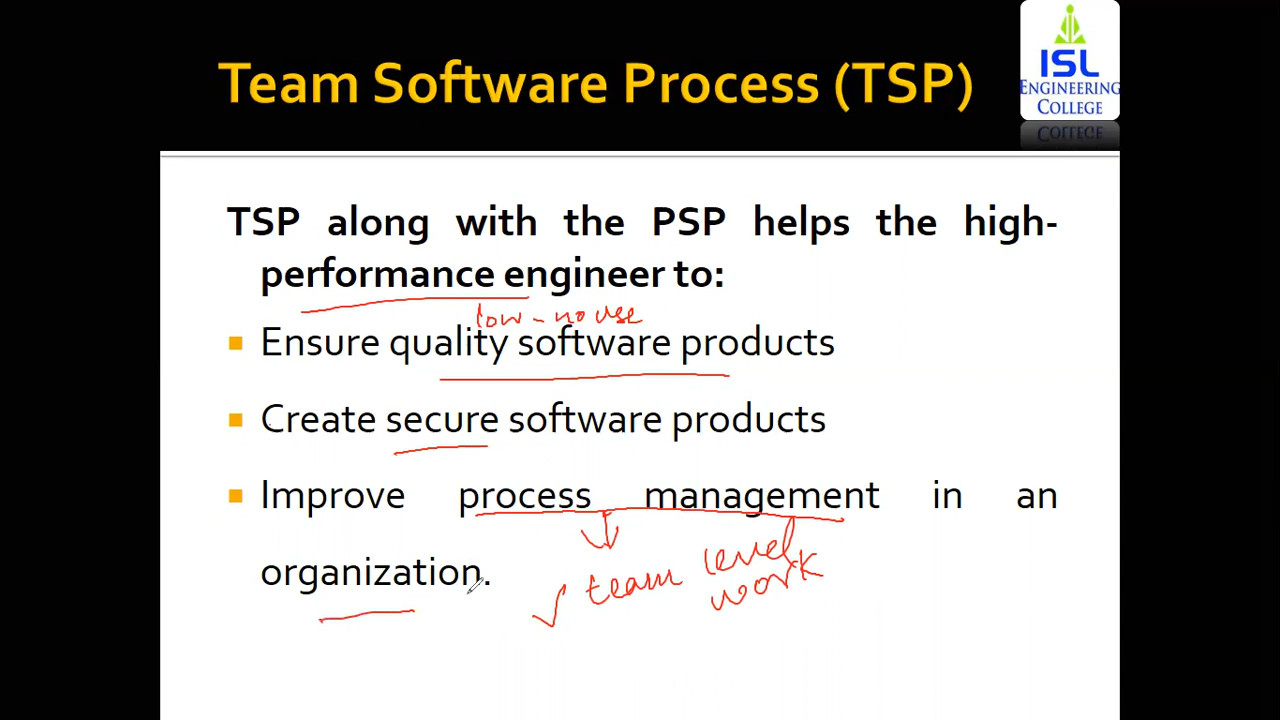 Team Software Process (TSP)
ISL
ENGINEERING
COLLEGE
TSP along with the PSP helps the high-
performance engineer to:
low - no use
Ensure quality software products
Create secure software products
Improve process management in an
organization.
team level
work